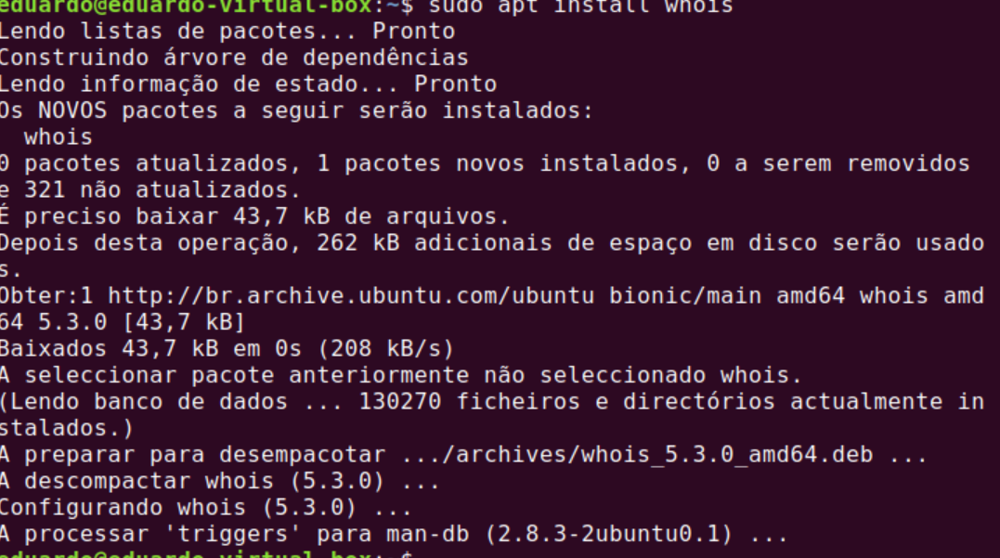 eduardo@eduardo-virtual-box:~$ sudo apt install whois
Lendo listas de pacotes... Pronto
Construindo árvore de dependências
Lendo informação de estado... Pronto
Os NOVOS pacotes a seguir serão instalados:
  whois
0 pacotes atualizados, 1 pacotes novos instalados, 0 a serem removidos
e 321 não atualizados.
É preciso baixar 43,7 kB de arquivos.
Depois desta operação, 262 kB adicionais de espaço em disco serão usado
s.
Obter:1 http://br.archive.ubuntu.com/ubuntu bionic/main amd64 whois amd
64 5.3.0 [43,7 kB]
Baixados 43,7 kB em 0s (208 kB/s)
A seleccionar pacote anteriormente não seleccionado whois.
(Lendo banco de dados ... 130270 ficheiros e directórios actualmente in
stalados.)
A preparar para desempacotar .../archives/whois_5.3.0_amd64.deb ...
A descompactar whois (5.3.0) ...
Configurando whois (5.3.0) ...
A processar 'triggers' para man-db (2.8.3-2ubuntu0.1) ...
eduardo@eduardo-virtual-box:~$